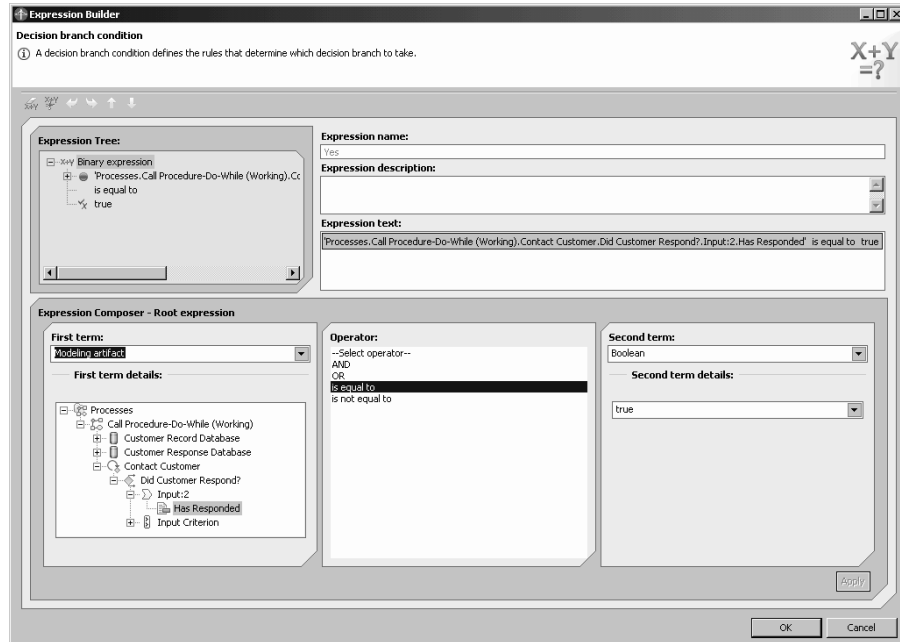 Expression Builder
Decision branch condition
A decision branch condition defines the rules that determine which decision branch to take.
X+Y
=?
Expression Tree:
X+Y Binary expression
'Processes.Call Procedure-Do-While (Working).Cc
is equal to
true
Expression name:
Yes
Expression description:
Expression text:
'Processes.Call Procedure-Do-While (Working).Contact Customer.Did Customer Respond?.Input:2.Has Responded' is equal to true
Expression Composer - Root expression
First term:
Modeling artifact
First term details:
Processes
Call Procedure-Do-While (Working)
Customer Record Database
Customer Response Database
Contact Customer
Did Customer Respond?
Input:2
Has Responded
Input Criterion
Operator:
--Select operator--
AND
OR
is equal to
is not equal to
Second term:
Boolean
Second term details:
true
Apply
OK
Cancel